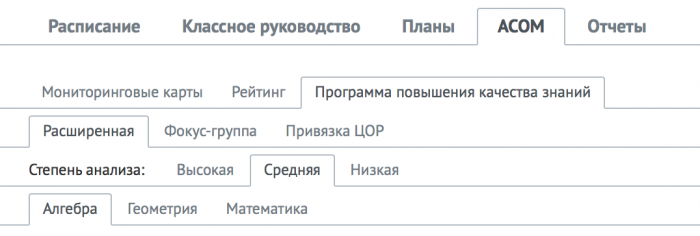 Расписание Классное руководство Планы АСОМ Отчеты
Мониторинговые карты Рейтинг Программа повышения качества знаний
Расширенная Фокус-группа Привязка ЦОР
Степень анализа: Высокая Средняя Низкая
Алгебра Геометрия Математика